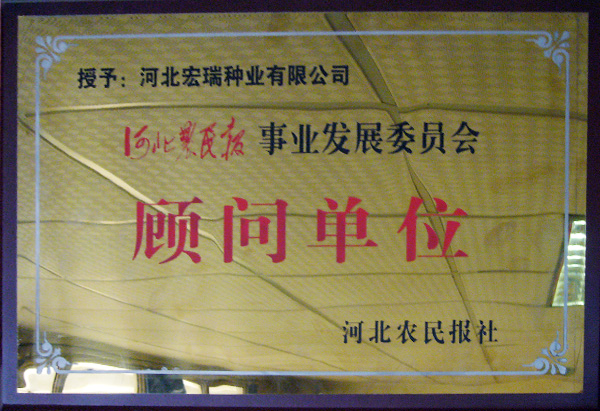 授予：河北宏瑞种业有限公司
河北农民报 事业发展委员会
顾问单位
河北农民报社